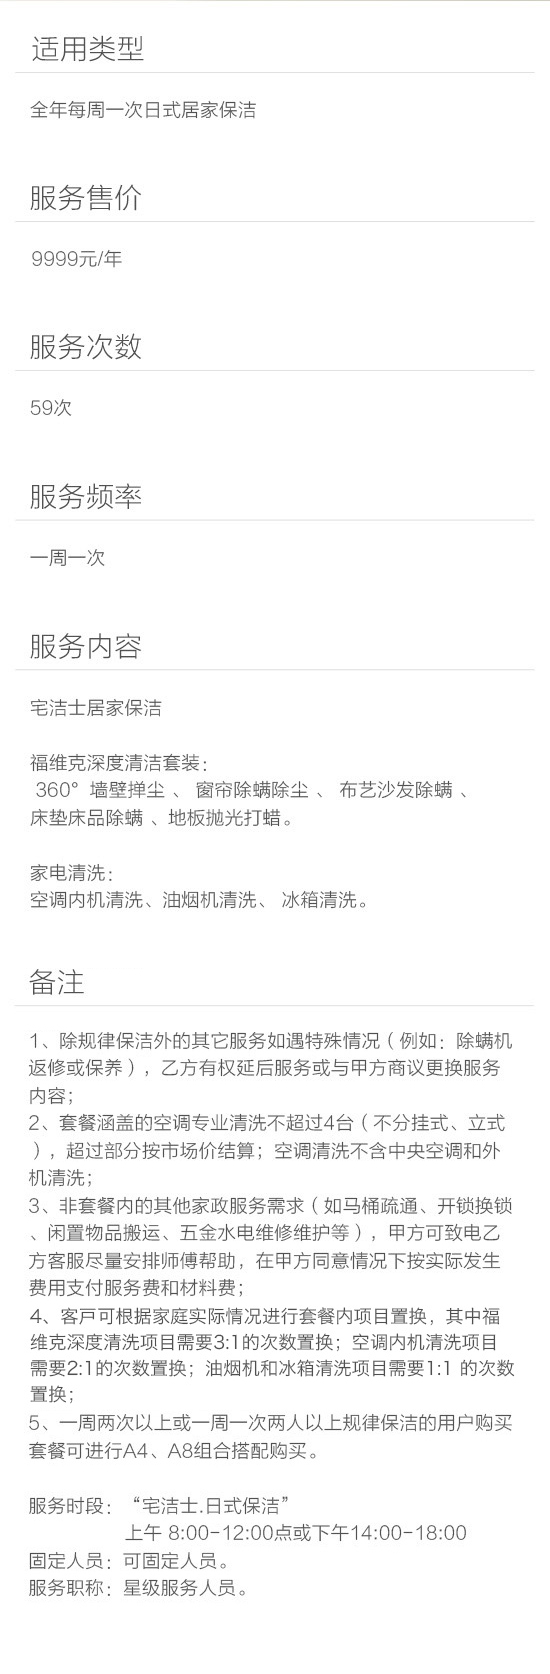 适用类型
全年每周一次日式居家保洁
服务售价
9999元/年
服务次数
59次
服务频率
一周一次
服务内容
宅洁士居家保洁
福维克深度清洁套装：
360° 墙壁掸尘 、 窗帘除螨除尘 、 布艺沙发除螨 、
床垫床品除螨 、地板抛光打蜡。
家电清洗：
空调内机清洗、油烟机清洗、 冰箱清洗。
备注
1、除规律保洁外的其它服务如遇特殊情况（例如：除螨机
返修或保养），乙方有权延后服务或与甲方商议更换服务
内容；
2、套餐涵盖的空调专业清洗不超过4台（不分挂式、立式
），超过部分按市场价结算；空调清洗不含中央空调和外
机清洗；
3、非套餐内的其他家政服务需求（如马桶疏通、开锁换锁
、闲置物品搬运、五金水电维修维护等），甲方可致电乙
方客服尽量安排师傅帮助，在甲方同意情况下按实际发生
费用支付服务费和材料费；
4、客戸可根据家庭实际情况进行套餐内项目置换，其中福
维克深度清洗项目需要3:1的次数置换；空调内机清洗项目
需要2:1的次数置换；油烟机和冰箱清洗项目需要1:1 的次数
置换；
5、一周两次以上或一周一次两人以上规律保洁的用户购买
套餐可进行A4、A8组合搭配购买。
服务时段：“宅洁士.日式保洁”
上午 8:00-12:00点或下午14:00-18:00
固定人员：可固定人员。
服务职称：星级服务人员。